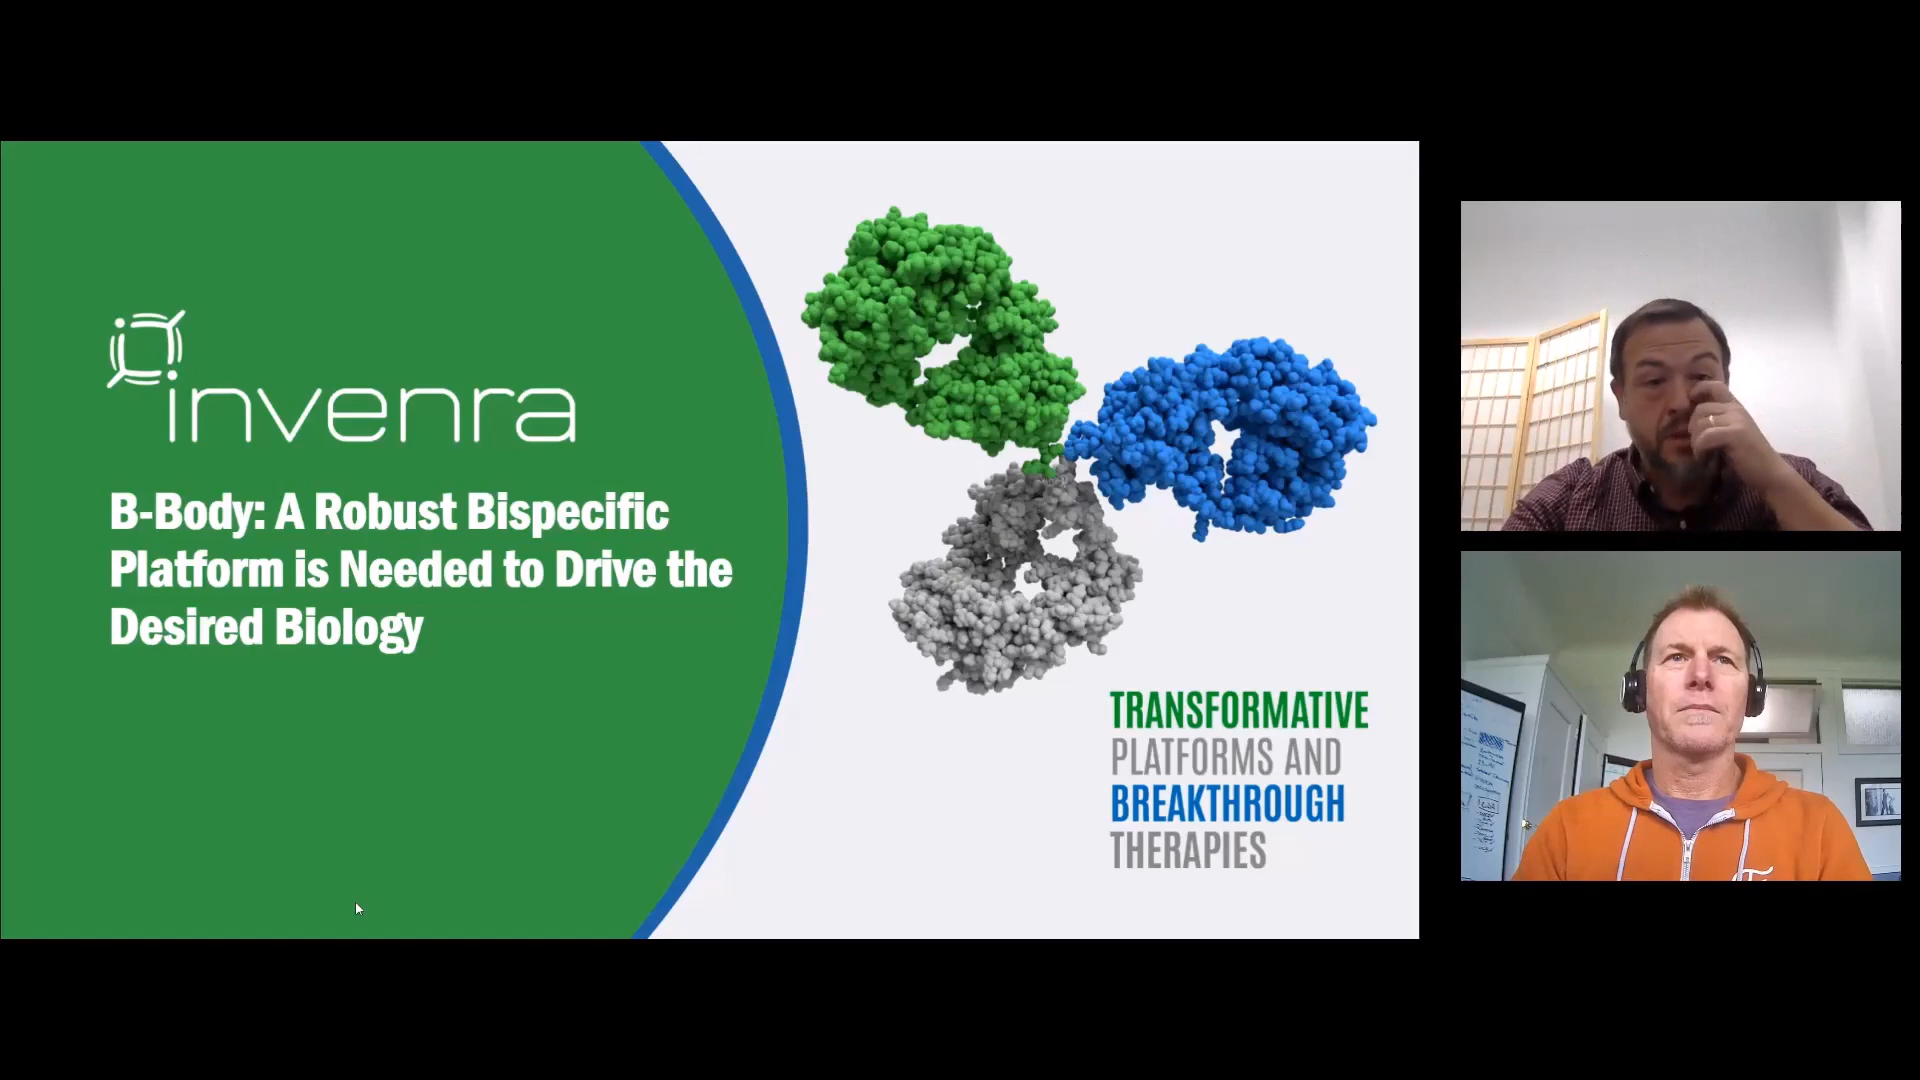 invenra
B-Body: A Robust Bispecific
Platform is Needed to Drive the
Desired Biology
TRANSFORMATIVE
PLATFORMS AND
BREAKTHROUGH
THERAPIES